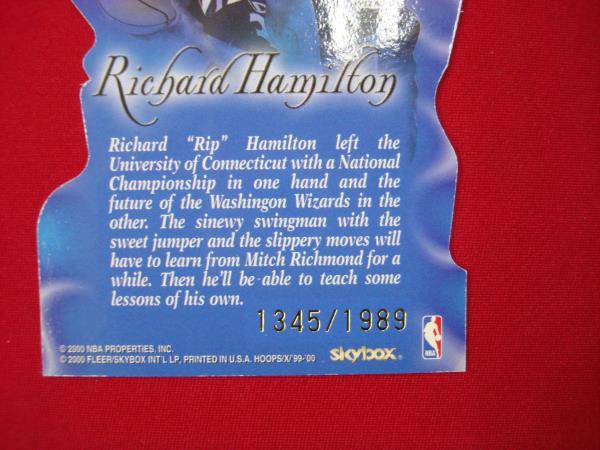 Richard Hamilton
Richard "Rip" Hamilton left the
University of Connecticut with a National
Championship in one hand and the
future of the Washingon Wizards in the
other. The sinewy swingman with the
sweet jumper and the slippery moves will
have to learn from Mitch Richmond for a
while. Then he'll be able to teach some
lessons of his own.
1345/1989
© 2000 NBA PROPERTIES, INC.
© 2000 FLEER/SKYBOX INT'L LP, PRINTED IN U.S.A. HOOPS/X/'99-'00
skybox